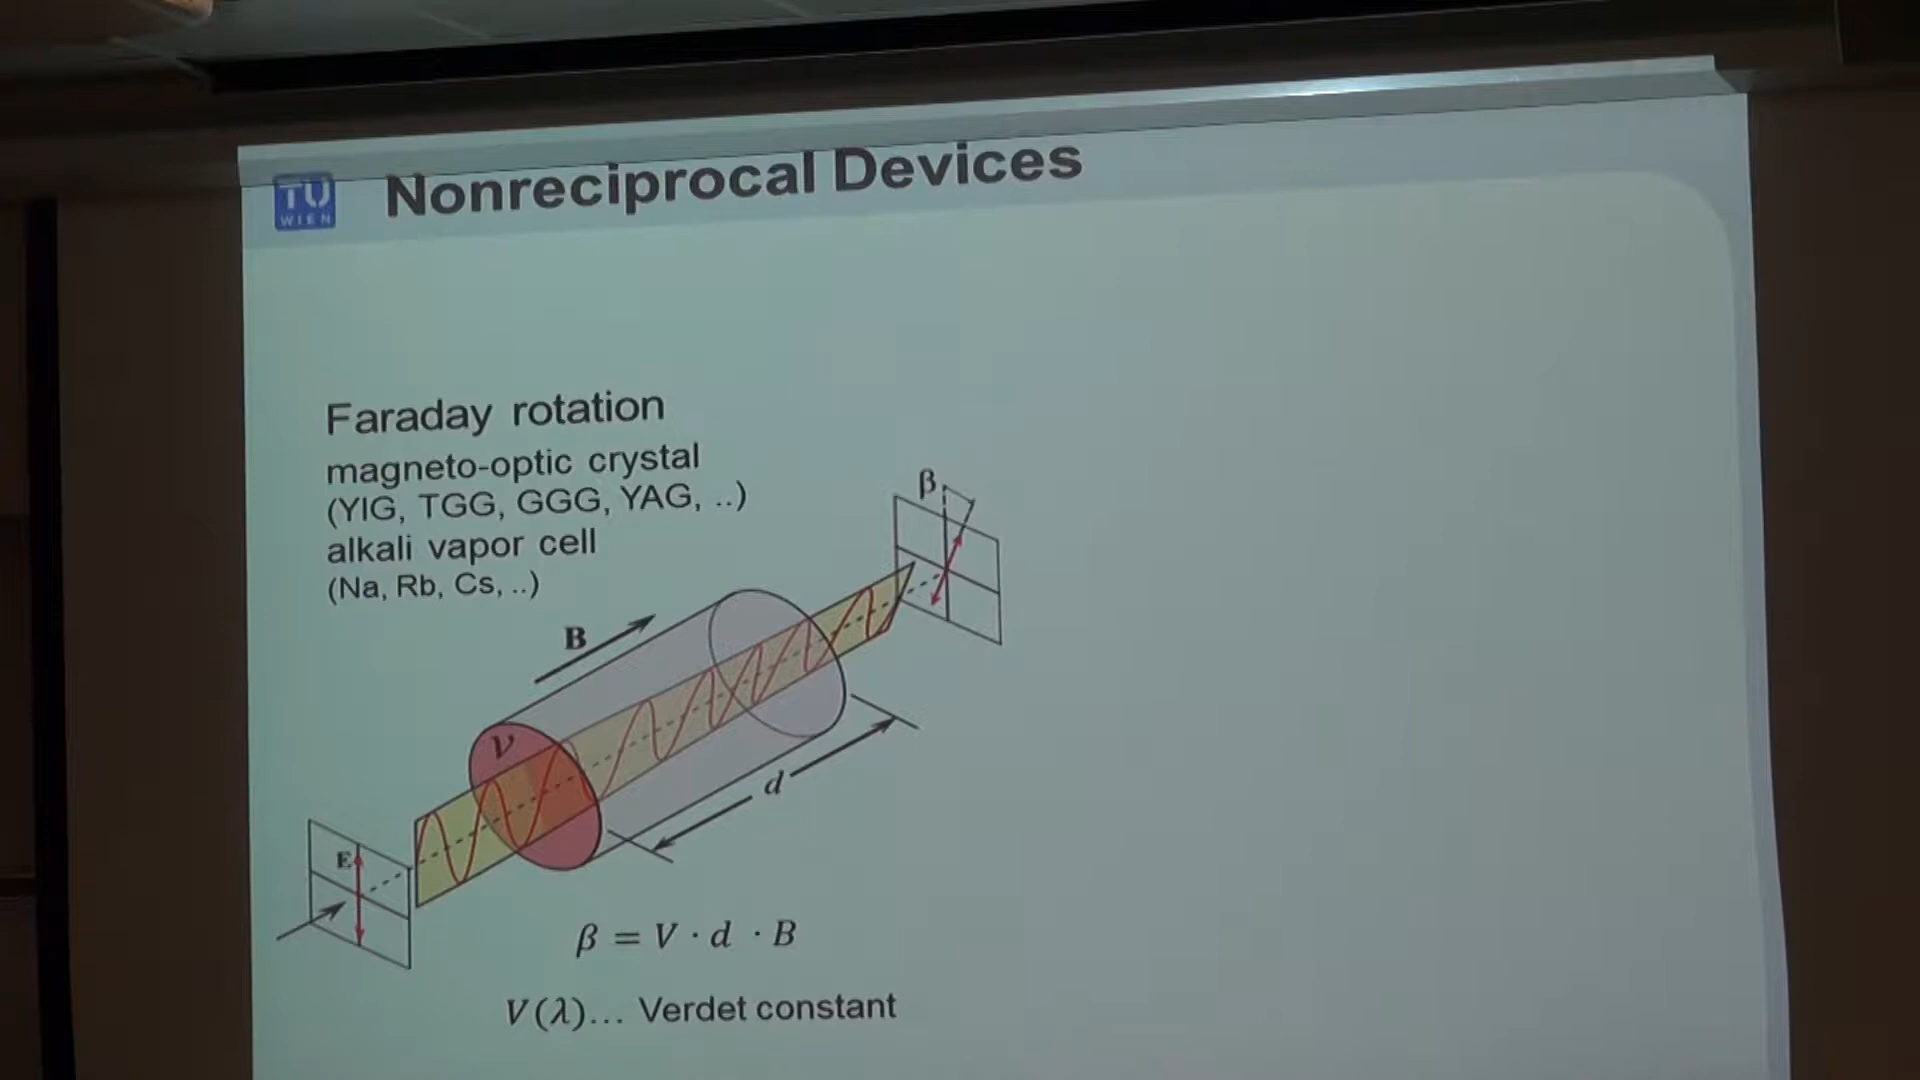 TU
WIEN
Nonreciprocal Devices
Faraday rotation
magneto-optic crystal
(YIG, TGG, GGG, YAG, ..)
alkali vapor cell
(Na, Rb, Cs, ..)
β
B
ν
d
E
β = V · d · B
V(λ)... Verdet constant